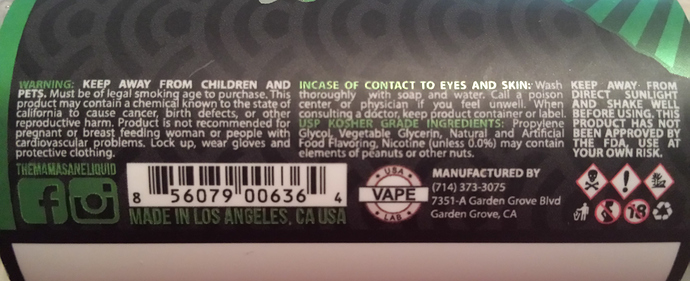 WARNING: KEEP AWAY FROM CHILDREN AND
PETS. Must be of legal smoking age to purchase. This
product may contain a chemical known to the state of
california to cause cancer, birth defects, or other
reproductive harm. Product is not recommended for
pregnant or breast feeding woman or people with
cardiovascular problems. Lock up, wear gloves and
protective clothing.
INCASE OF CONTACT TO EYES AND SKIN: Wash
thoroughly with soap and water. Call a poison
center or physician if you feel unwell. When
consulting a doctor, keep product container or label.
USP KOSHER GRADE INGREDIENTS: Propylene
Glycol, Vegetable Glycerin, Natural and Artificial
Food Flavoring, Nicotine (unless 0.0%) may contain
elements of peanuts or other nuts.
KEEP AWAY FROM
DIRECT SUNLIGHT
AND SHAKE WELL
BEFORE USING. THIS
PRODUCT HAS NOT
BEEN APPROVED BY
THE FDA, USE AT
YOUR OWN RISK.
THEMAMASANELIQUID
8 56079 00636 4
MADE IN LOS ANGELES, CA USA
USA
VAPE
LAB
MANUFACTURED BY
(714) 373-3075
7351-A Garden Grove Blvd
Garden Grove, CA
18